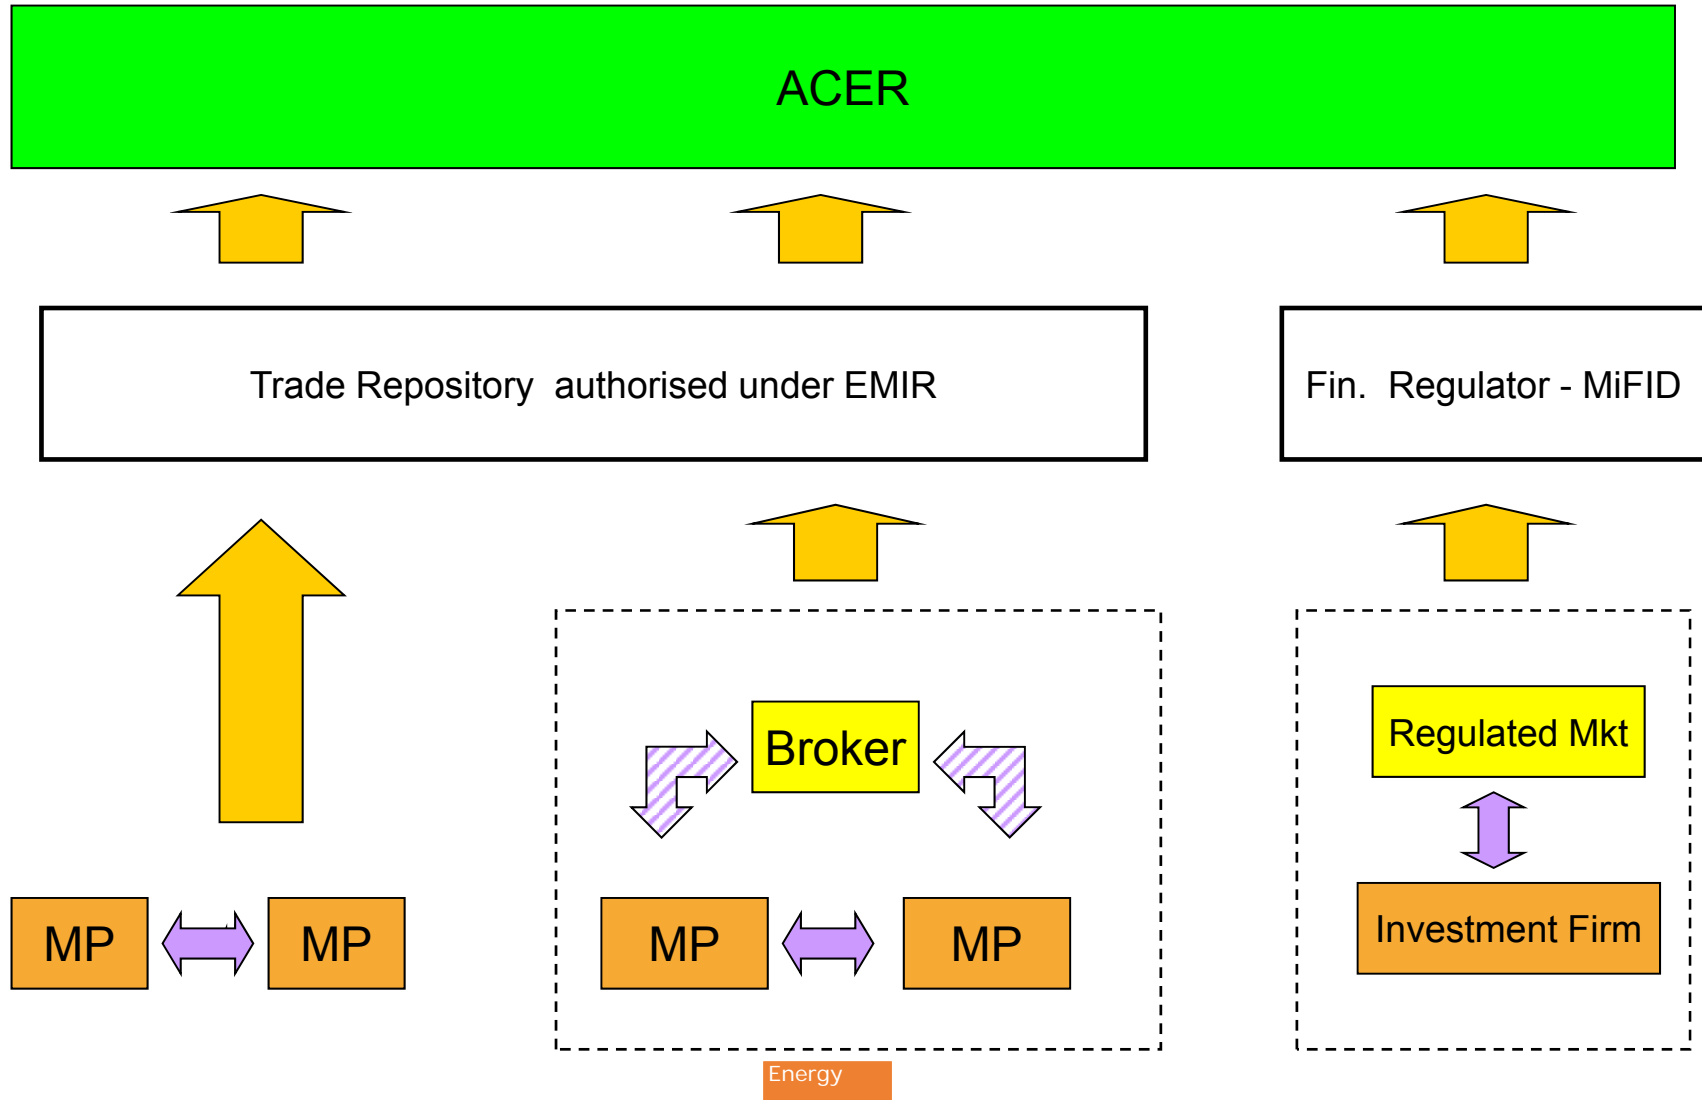 ACER
Trade Repository  authorised under EMIR
Fin.  Regulator - MiFID
Broker
Regulated Mkt
MP
MP
MP
MP
Investment Firm
Energy